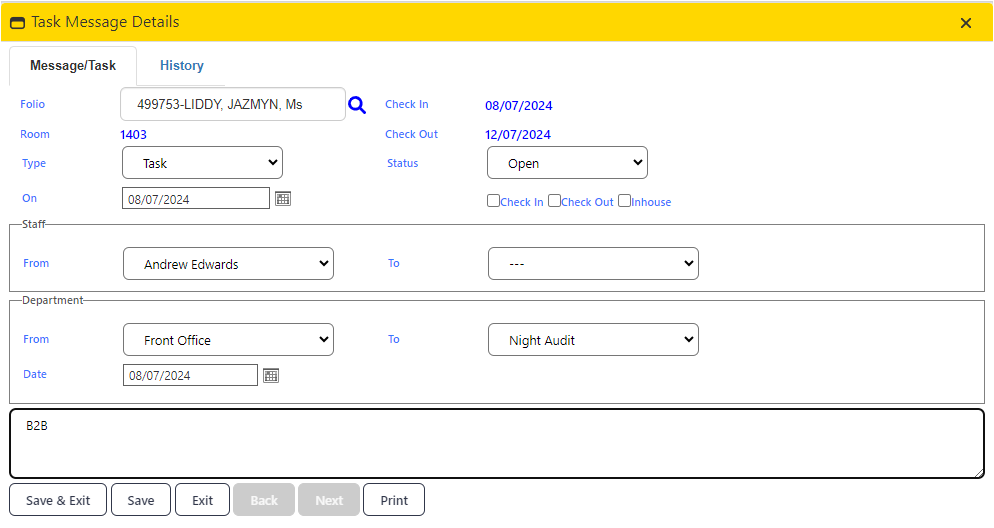 Task Message Details
Message/Task History
Folio 499753-LIDDY, JAZMYN, Ms Check In 08/07/2024
Room 1403 Check Out 12/07/2024
Type Task Status Open
On 08/07/2024 Check In Check Out Inhouse
Staff
From Andrew Edwards To ---
Department
From Front Office To Night Audit
Date 08/07/2024
B2B
Save & Exit Save Exit Back Next Print